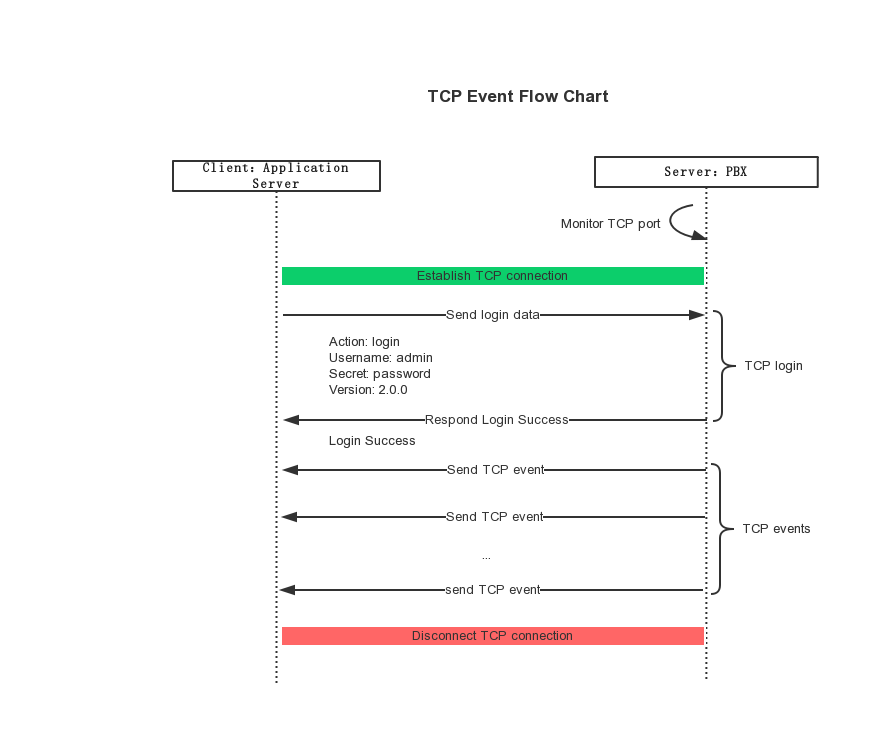 TCP Event Flow Chart
Client: Application
Server
Server: PBX
Monitor TCP port
Establish TCP connection
Send login data
Action: login
Username: admin
Secret: password
Version: 2.0.0
TCP login
Respond Login Success
Login Success
Send TCP event
Send TCP event
TCP events
...
send TCP event
Disconnect TCP connection